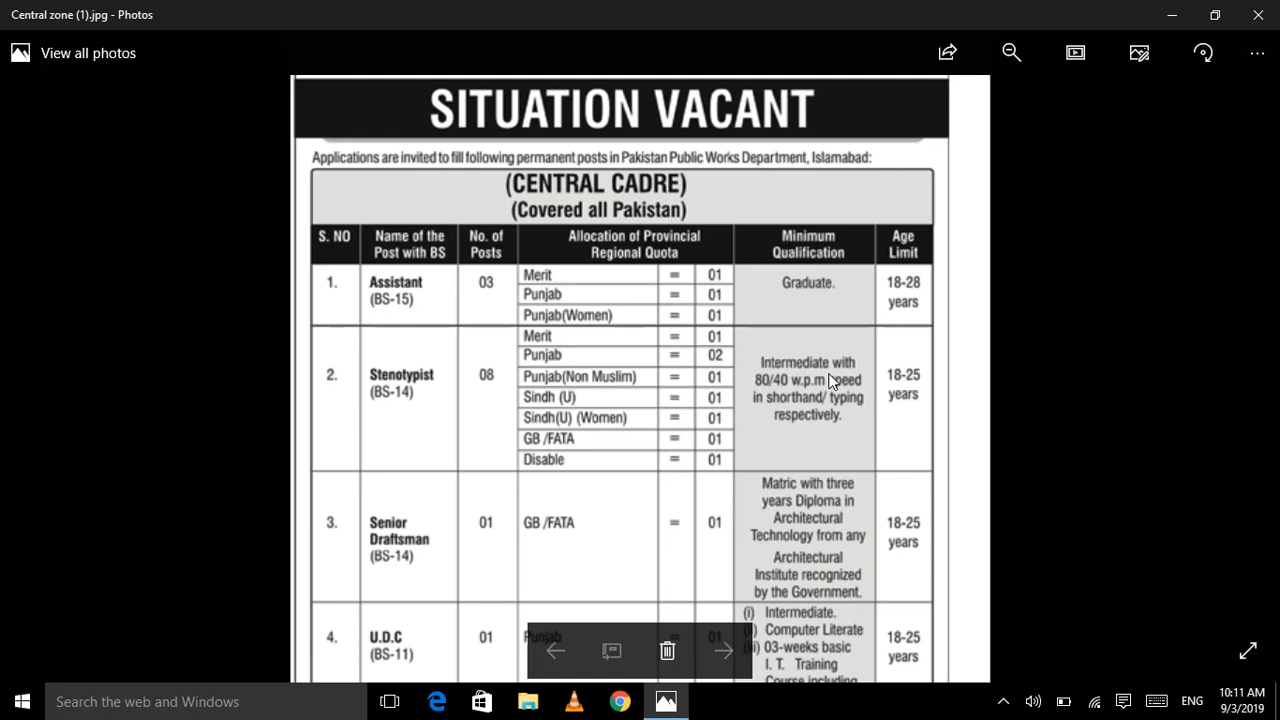 Central zone (1).jpg - Photos
View all photos
SITUATION VACANT
Applications are invited to fill following permanent posts in Pakistan Public Works Department, Islamabad:
(CENTRAL CADRE)
(Covered all Pakistan)
S. NO Name of the Post with BS No. of Posts Allocation of Provincial Regional Quota Minimum Qualification Age Limit
1. Assistant (BS-15) 03 Merit = 01 Graduate. 18-28 years
Punjab = 01
Punjab(Women) = 01
2. Stenotypist (BS-14) 08 Merit = 01 Intermediate with 80/40 w.p.m speed in shorthand/ typing respectively. 18-25 years
Punjab = 02
Punjab(Non Muslim) = 01
Sindh (U) = 01
Sindh(U) (Women) = 01
GB /FATA = 01
Disable = 01
3. Senior Draftsman (BS-14) 01 GB /FATA = 01 Matric with three years Diploma in Architectural Technology from any Architectural Institute recognized by the Government. 18-25 years
4. U.D.C (BS-11) 01 Punjab = 01 (i) Intermediate. 18-25 years
(ii) Computer Literate
(iii) 03-weeks basic I. T. Training Course including
Search the web and Windows
ENG
10:11 AM
9/3/2019